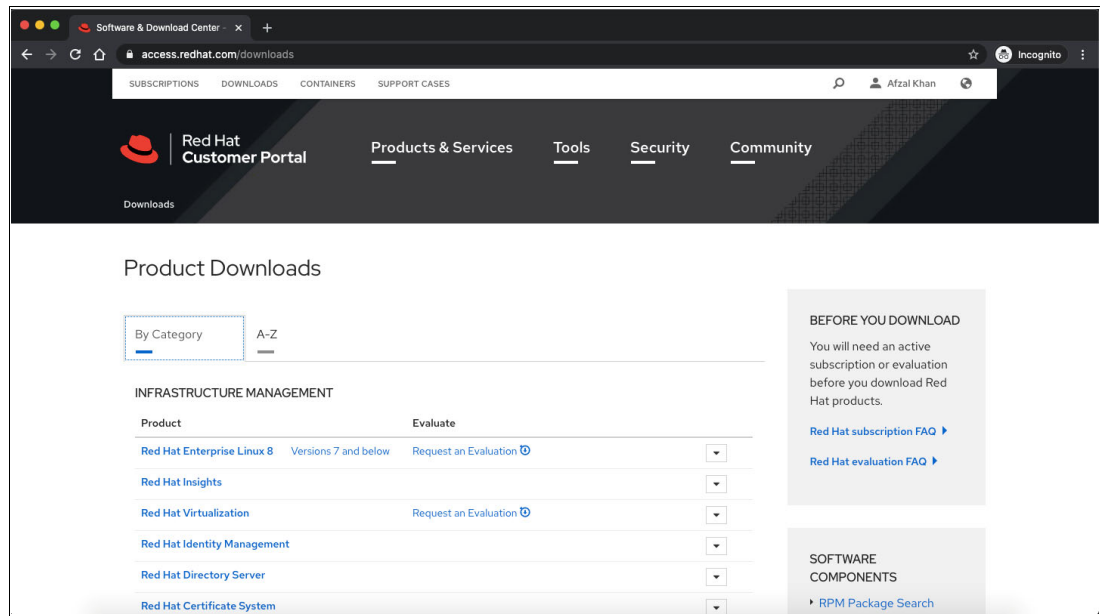 Software & Download Center -
access.redhat.com/downloads
Incognito
SUBSCRIPTIONS DOWNLOADS CONTAINERS SUPPORT CASES
Afzal Khan
Red Hat
Customer Portal
Products & Services Tools Security Community
Downloads
Product Downloads
By Category A-Z
INFRASTRUCTURE MANAGEMENT
Product Evaluate
Red Hat Enterprise Linux 8 Versions 7 and below Request an Evaluation
Red Hat Insights
Red Hat Virtualization Request an Evaluation
Red Hat Identity Management
Red Hat Directory Server
Red Hat Certificate System
BEFORE YOU DOWNLOAD
You will need an active
subscription or evaluation
before you download Red
Hat products.
Red Hat subscription FAQ
Red Hat evaluation FAQ
SOFTWARE
COMPONENTS
RPM Package Search